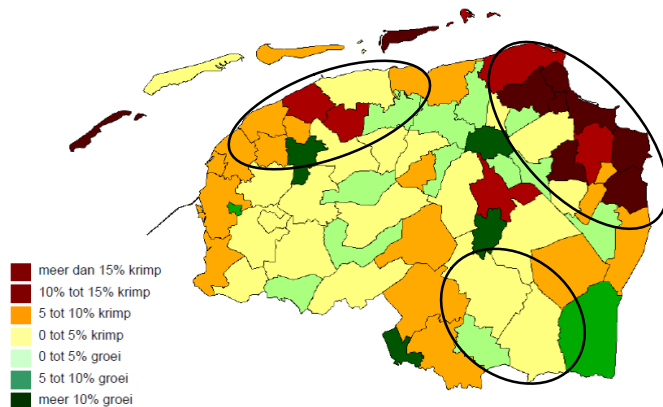 meer dan 15% krimp
10% tot 15% krimp
5 tot 10% krimp
0 tot 5% krimp
0 tot 5% groei
5 tot 10% groei
meer 10% groei